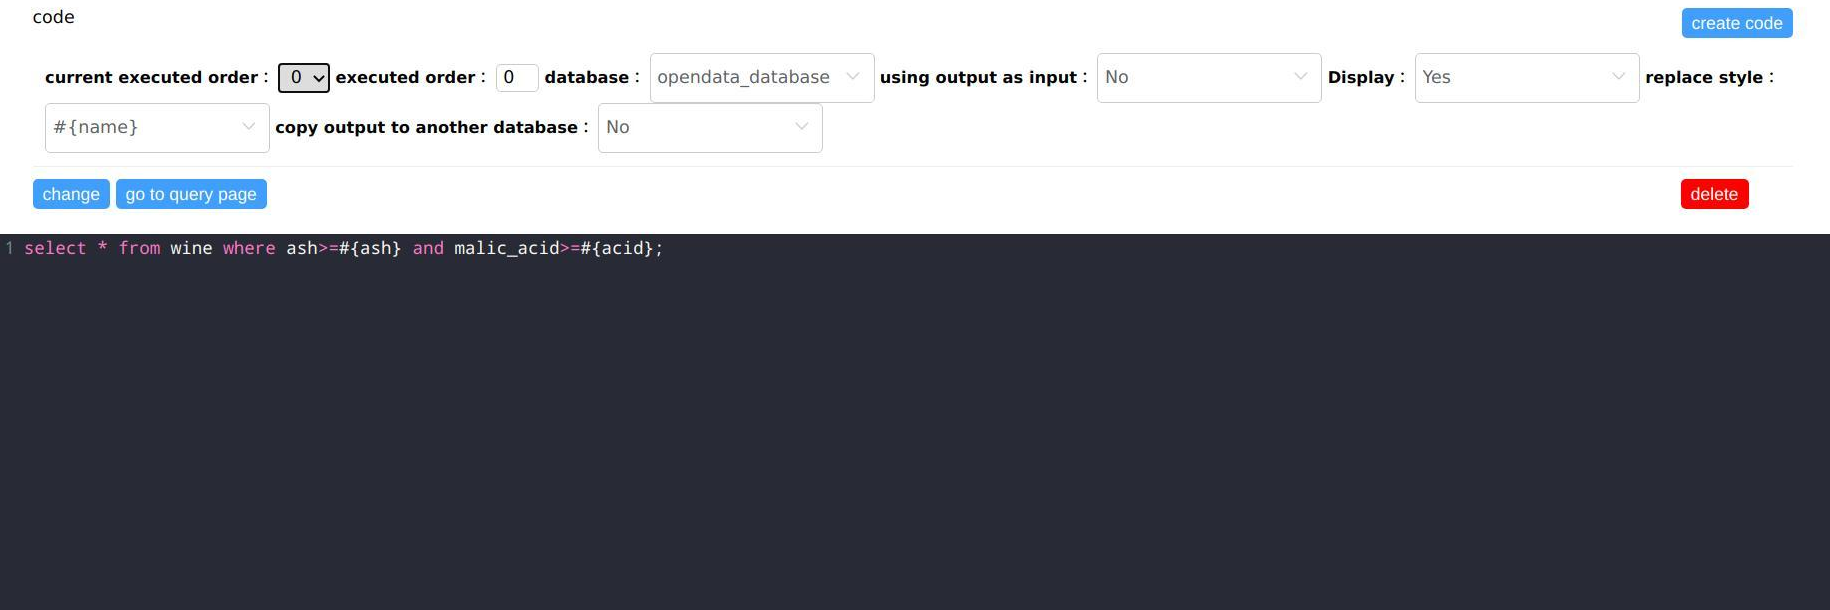 code
create code
current executed order : 0 executed order : 0 database : opendata_database using output as input : No Display : Yes replace style :
#{name} copy output to another database : No
change go to query page delete
1 select * from wine where ash>=#{ash} and malic_acid>=#{acid};